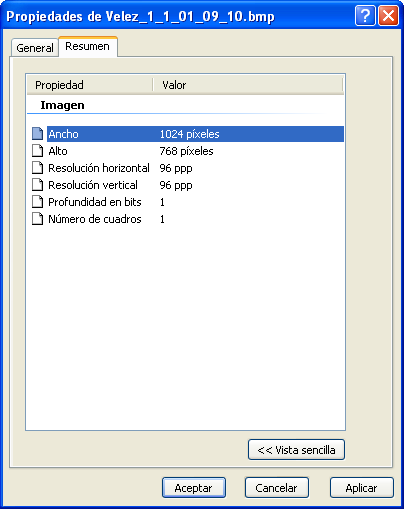 Propiedades de Velez_1_1_01_09_10.bmp
General Resumen
Propiedad Valor
Imagen
Ancho 1024 píxeles
Alto 768 píxeles
Resolución horizontal 96 ppp
Resolución vertical 96 ppp
Profundidad en bits 1
Número de cuadros 1
<< Vista sencilla
Aceptar Cancelar Aplicar